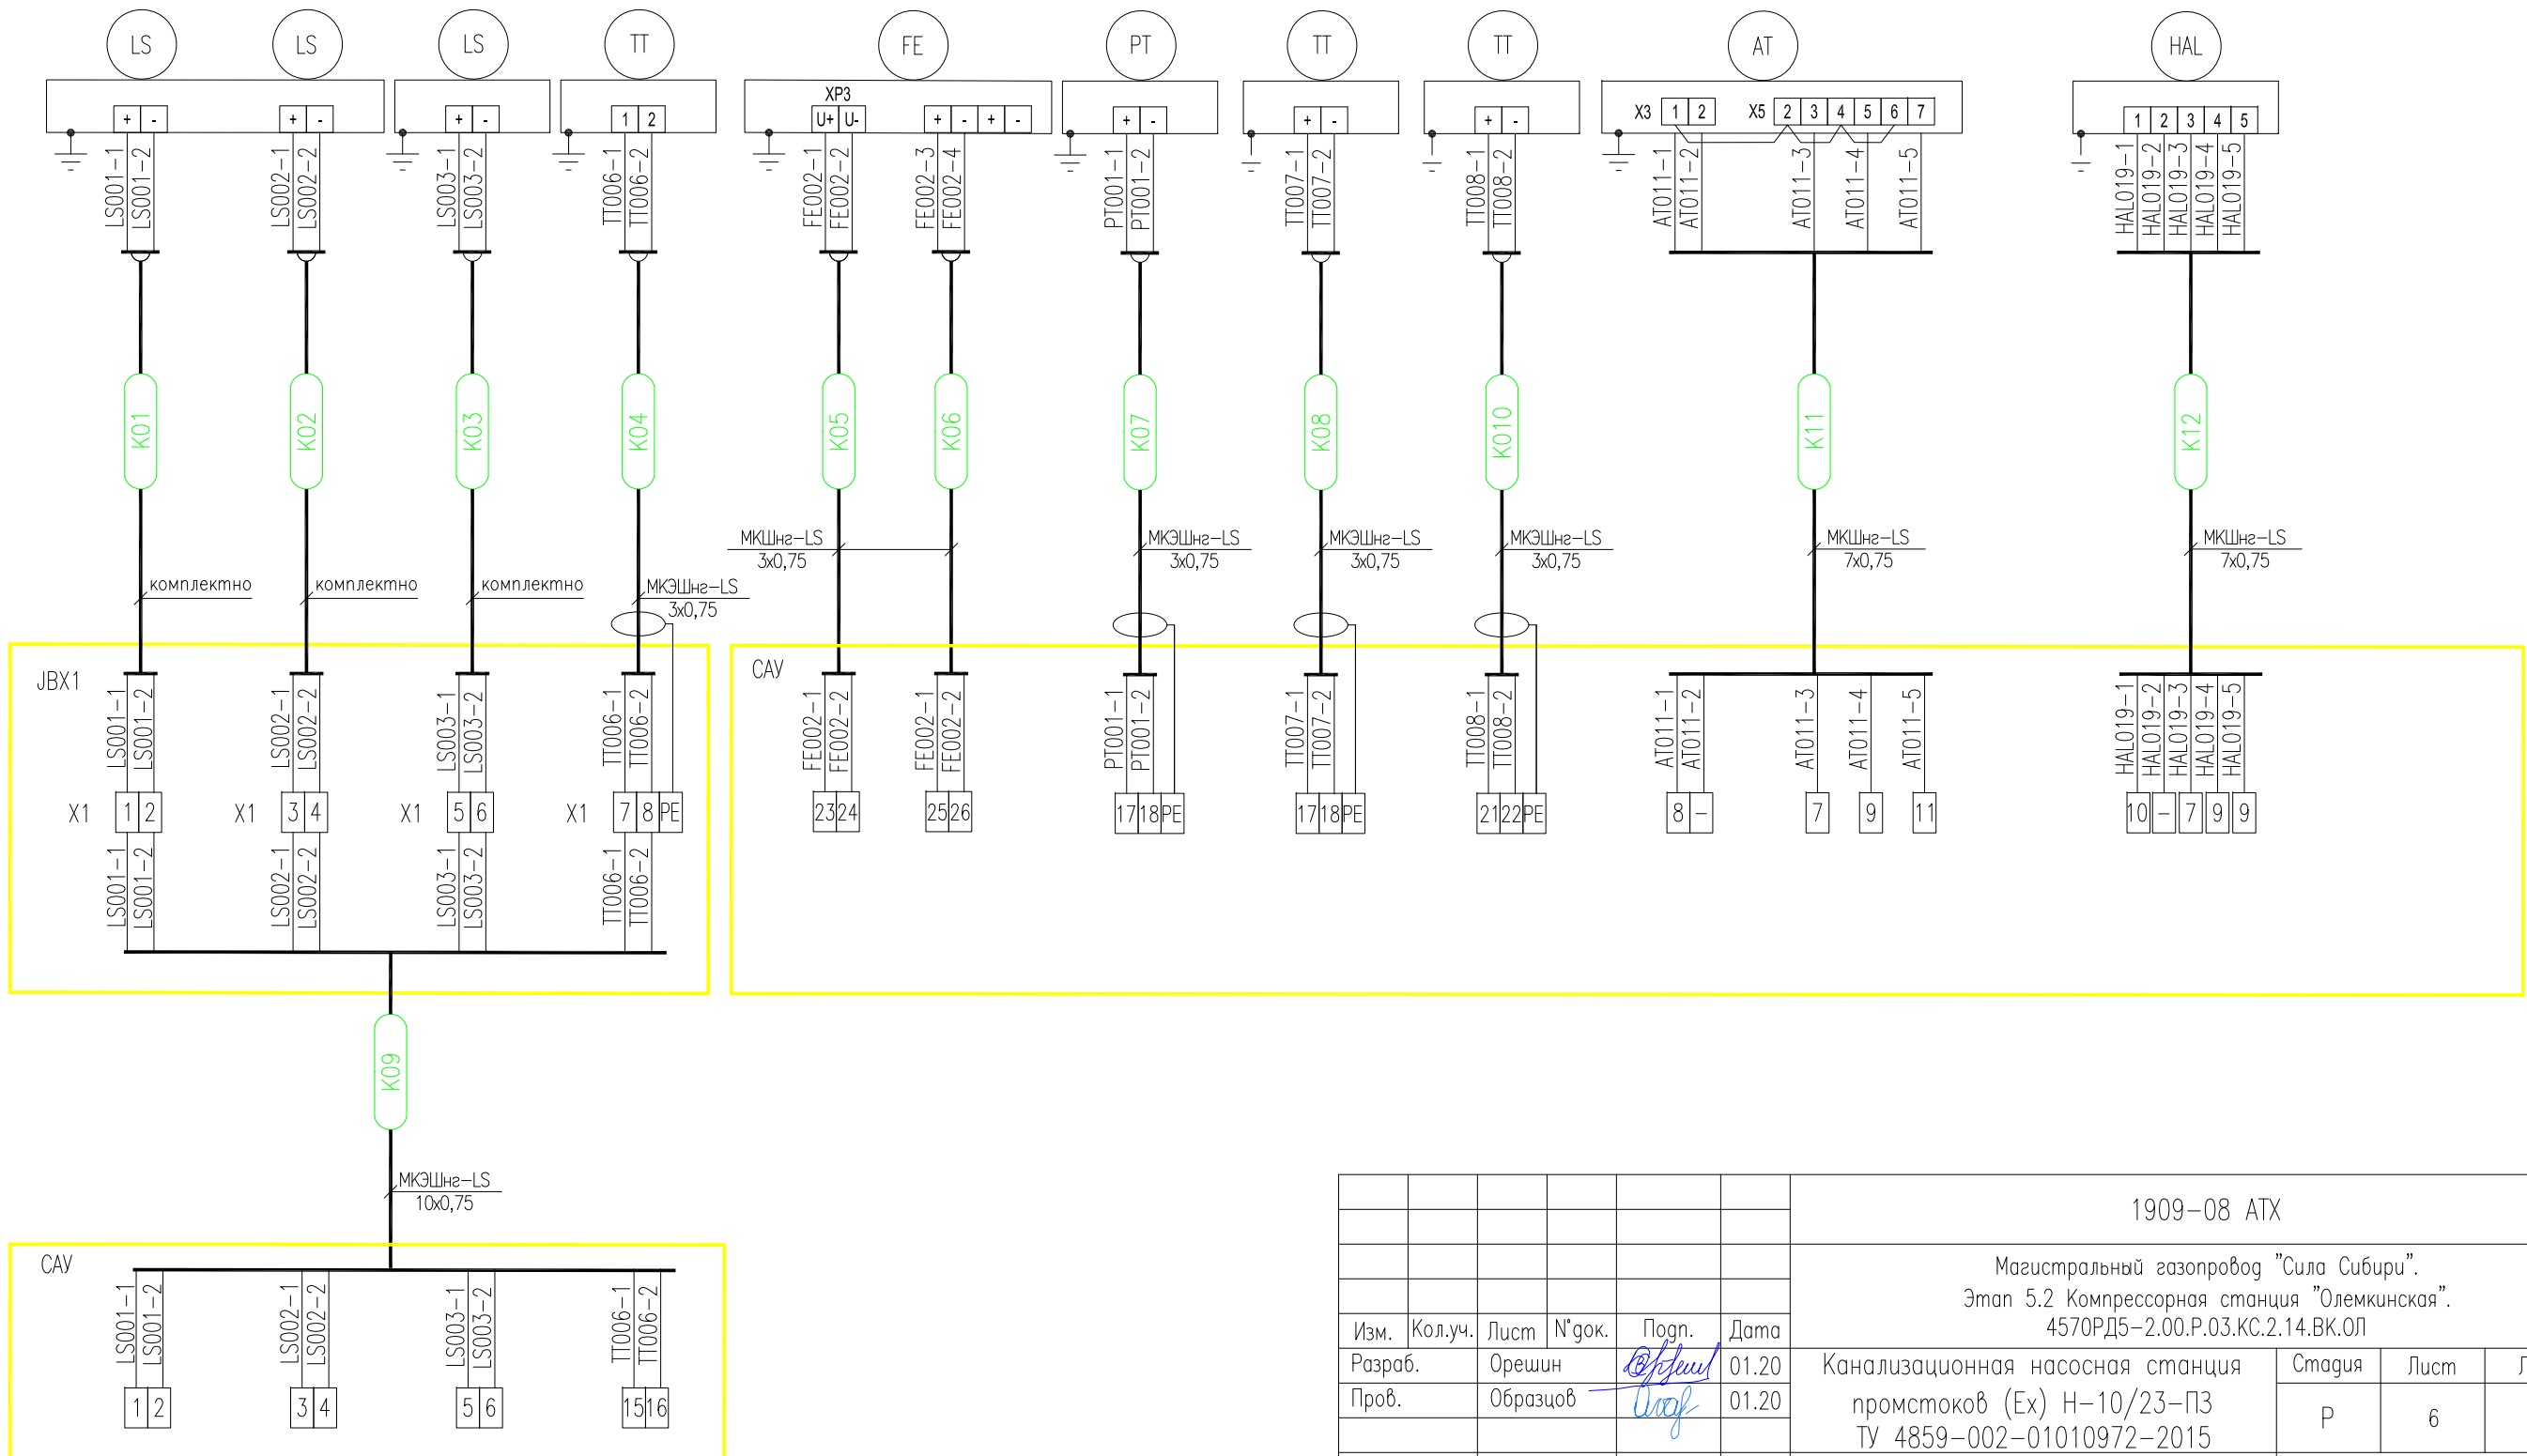 LS LS LS TT FE PT TT TT AT HAL
XP3
+ - + - + - 1 2 U+ U- + - + - + - + - + - X3 1 2 X5 2 3 4 5 6 7 1 2 3 4 5
LS001-1 LS001-2 LS002-1 LS002-2 LS003-1 LS003-2 TT006-1 TT006-2 FE002-1 FE002-2 FE002-3 FE002-4 PT001-1 PT001-2 TT007-1 TT007-2 TT008-1 TT008-2 AT011-1 AT011-2 AT011-3 AT011-4 AT011-5 HAL019-1 HAL019-2 HAL019-3 HAL019-4 HAL019-5
K01 K02 K03 K04 K05 K06 K07 K08 K010 K11 K12
МКШнг-LS МКЭШнг-LS МКЭШнг-LS МКЭШнг-LS МКШнг-LS МКШнг-LS
3x0,75 3x0,75 3x0,75 3x0,75 7x0,75 7x0,75
комплектно комплектно комплектно МКЭШнг-LS
3x0,75
JBX1 САУ
LS001-1 LS001-2 LS002-1 LS002-2 LS003-1 LS003-2 TT006-1 TT006-2 FE002-1 FE002-2 FE002-1 FE002-2 PT001-1 PT001-2 TT007-1 TT007-2 TT008-1 TT008-2 AT011-1 AT011-2 AT011-3 AT011-4 AT011-5 HAL019-1 HAL019-2 HAL019-3 HAL019-4 HAL019-5
X1 1 2 X1 3 4 X1 5 6 X1 7 8 PE 23 24 25 26 17 18 PE 17 18 PE 21 22 PE 8 - 7 9 11 10 - 7 9 9
LS001-1 LS001-2 LS002-1 LS002-2 LS003-1 LS003-2 TT006-1 TT006-2
K09
МКЭШнг-LS
10x0,75
САУ
LS001-1 LS001-2 LS002-1 LS002-2 LS003-1 LS003-2 TT006-1 TT006-2
1 2 3 4 5 6 15 16
1909-08 АТХ
Магистральный газопровод "Сила Сибири".
Этап 5.2 Компрессорная станция "Олемкинская".
4570РД5-2.00.Р.03.КС.2.14.ВК.ОЛ
Изм. Кол.уч. Лист N°док. Подп. Дата
Разраб. Орешин 01.20
Пров. Образцов 01.20
Канализационная насосная станция
промстоков (Ех) Н-10/23-ПЗ
ТУ 4859-002-01010972-2015
Стадия Лист
Р 6